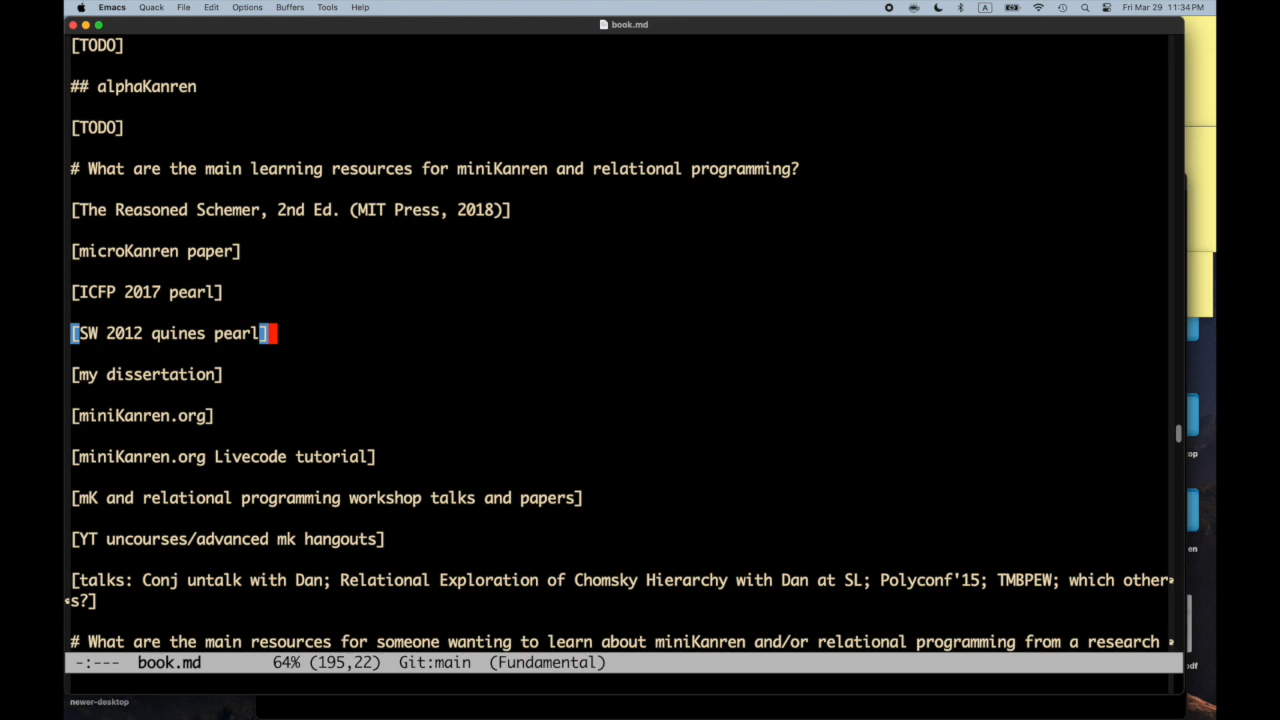 Emacs Quack File Edit Options Buffers Tools Help
A
Fri Mar 29 11:34 PM
book.md
[TODO]
## alphaKanren
[TODO]
# What are the main learning resources for miniKanren and relational programming?
[The Reasoned Schemer, 2nd Ed. (MIT Press, 2018)]
[microKanren paper]
[ICFP 2017 pearl]
[SW 2012 quines pearl]
[my dissertation]
[miniKanren.org]
[miniKanren.org Livecode tutorial]
[mK and relational programming workshop talks and papers]
[YT uncourses/advanced mk hangouts]
[talks: Conj untalk with Dan; Relational Exploration of Chomsky Hierarchy with Dan at SL; Polyconf'15; TMBPEW; which other
s?]
# What are the main resources for someone wanting to learn about miniKanren and/or relational programming from a research
-:--- book.md 64% (195,22) Git:main (Fundamental)
top
en
pdf
newer-desktop